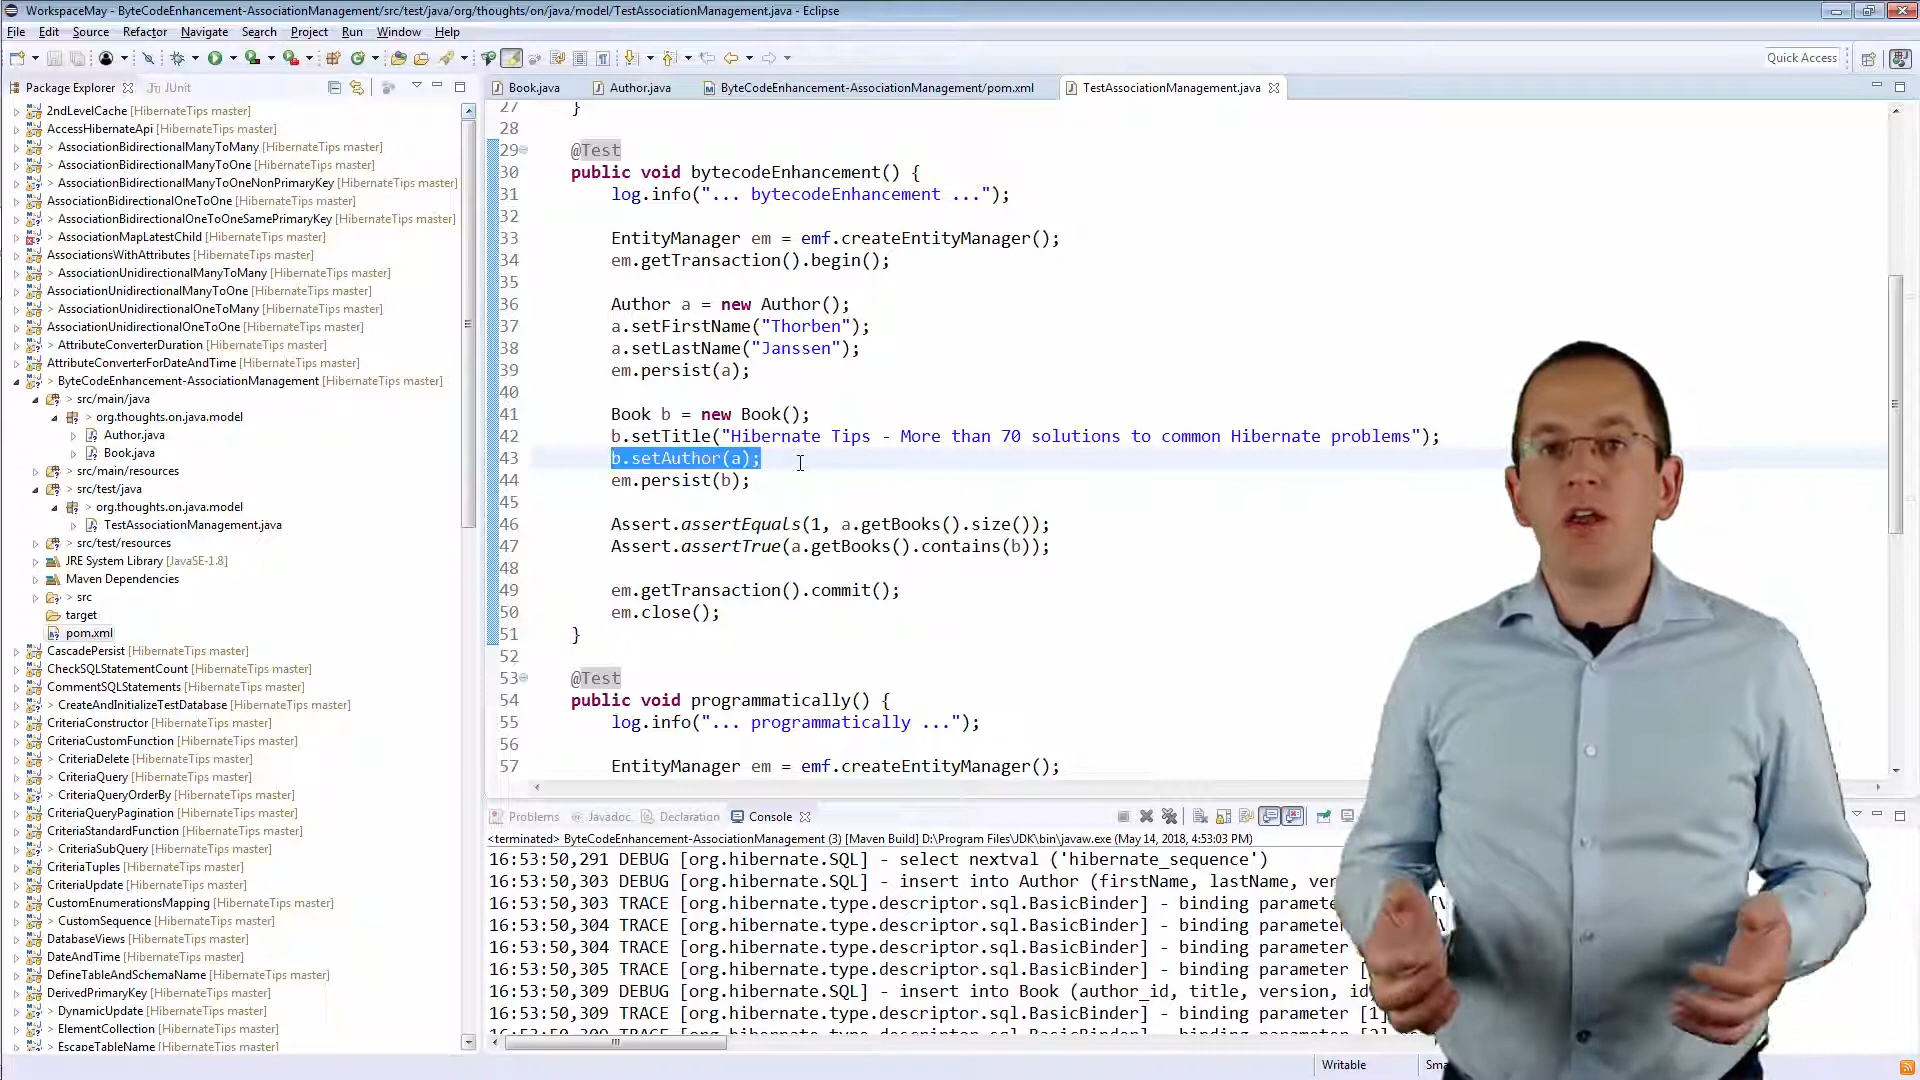 WorkspaceMay - ByteCodeEnhancement-AssociationManagement/src/test/java/org/thoughts/on/java/model/TestAssociationManagement.java - Eclipse
File Edit Source Refactor Navigate Search Project Run Window Help
Quick Access
Package Explorer JUnit
2ndLevelCache [HibernateTips master]
AccessHibernateApi [HibernateTips master]
> AssociationBidirectionalManyToMany [HibernateTips master]
> AssociationBidirectionalManyToOne [HibernateTips master]
> AssociationBidirectionalManyToOneNonPrimaryKey [HibernateTips master]
AssociationBidirectionalOneToOne [HibernateTips master]
> AssociationBidirectionalOneToOneSamePrimaryKey [HibernateTips master]
> AssociationMapLatestChild [HibernateTips master]
AssociationsWithAttributes [HibernateTips master]
> AssociationUnidirectionalManyToMany [HibernateTips master]
AssociationUnidirectionalManyToOne [HibernateTips master]
> AssociationUnidirectionalOneToMany [HibernateTips master]
AssociationUnidirectionalOneToOne [HibernateTips master]
> AttributeConverterDuration [HibernateTips master]
AttributeConverterForDateAndTime [HibernateTips master]
> ByteCodeEnhancement-AssociationManagement [HibernateTips master]
> src/main/java
> org.thoughts.on.java.model
Author.java
Book.java
> src/main/resources
> src/test/java
> org.thoughts.on.java.model
TestAssociationManagement.java
> src/test/resources
JRE System Library [JavaSE-1.8]
Maven Dependencies
> src
target
pom.xml
CascadePersist [HibernateTips master]
CheckSQLStatementCount [HibernateTips master]
CommentSQLStatements [HibernateTips master]
> CreateAndInitializeTestDatabase [HibernateTips master]
CriteriaConstructor [HibernateTips master]
CriteriaCustomFunction [HibernateTips master]
> CriteriaDelete [HibernateTips master]
> CriteriaQuery [HibernateTips master]
> CriteriaQueryOrderBy [HibernateTips master]
CriteriaQueryPagination [HibernateTips master]
CriteriaStandardFunction [HibernateTips master]
> CriteriaSubQuery [HibernateTips master]
CriteriaTuples [HibernateTips master]
CriteriaUpdate [HibernateTips master]
CustomEnumerationsMapping [HibernateTips master]
> CustomSequence [HibernateTips master]
DatabaseViews [HibernateTips master]
DateAndTime [HibernateTips master]
DefineTableAndSchemaName [HibernateTips master]
DerivedPrimaryKey [HibernateTips master]
> DynamicUpdate [HibernateTips master]
> ElementCollection [HibernateTips master]
> EscapeTableName [HibernateTips master]
Book.java Author.java ByteCodeEnhancement-AssociationManagement/pom.xml TestAssociationManagement.java
27 }
28
29 @Test
30 public void bytecodeEnhancement() {
31 log.info("... bytecodeEnhancement ...");
32
33 EntityManager em = emf.createEntityManager();
34 em.getTransaction().begin();
35
36 Author a = new Author();
37 a.setFirstName("Thorben");
38 a.setLastName("Janssen");
39 em.persist(a);
40
41 Book b = new Book();
42 b.setTitle("Hibernate Tips - More than 70 solutions to common Hibernate problems");
43 b.setAuthor(a);
44 em.persist(b);
45
46 Assert.assertEquals(1, a.getBooks().size());
47 Assert.assertTrue(a.getBooks().contains(b));
48
49 em.getTransaction().commit();
50 em.close();
51 }
52
53 @Test
54 public void programmatically() {
55 log.info("... programmatically ...");
56
57 EntityManager em = emf.createEntityManager();
Problems Javadoc Declaration Console
<terminated> ByteCodeEnhancement-AssociationManagement (3) [Maven Build] D:\Program Files\JDK\bin\javaw.exe (May 14, 2018, 4:53:03 PM)
16:53:50,291 DEBUG [org.hibernate.SQL] - select nextval ('hibernate_sequence')
16:53:50,303 DEBUG [org.hibernate.SQL] - insert into Author (firstName, lastName,
16:53:50,303 TRACE [org.hibernate.type.descriptor.sql.BasicBinder] - binding parameter
16:53:50,304 TRACE [org.hibernate.type.descriptor.sql.BasicBinder] - binding parameter
16:53:50,304 TRACE [org.hibernate.type.descriptor.sql.BasicBinder] - binding parameter
16:53:50,305 TRACE [org.hibernate.type.descriptor.sql.BasicBinder] - binding parameter [
16:53:50,309 DEBUG [org.hibernate.SQL] - insert into Book (author_id, title, version, id)
16:53:50,309 TRACE [org.hibernate.type.descriptor.sql.BasicBinder] - binding parameter [1]
Writable